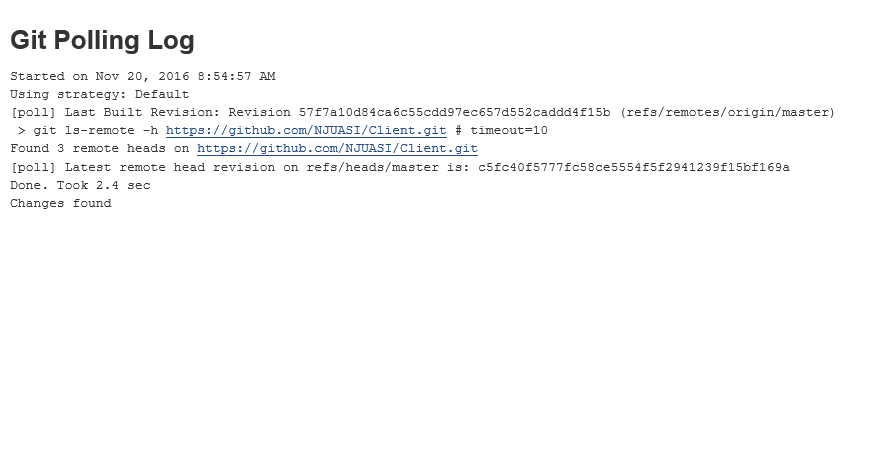 Git Polling Log
Started on Nov 20, 2016 8:54:57 AM
Using strategy: Default
[poll] Last Built Revision: Revision 57f7a10d84ca6c55cdd97ec657d552caddd4f15b (refs/remotes/origin/master)
 > git ls-remote -h https://github.com/NJUASI/Client.git # timeout=10
Found 3 remote heads on https://github.com/NJUASI/Client.git
[poll] Latest remote head revision on refs/heads/master is: c5fc40f5777fc58ce5554f5f2941239f15bf169a
Done. Took 2.4 sec
Changes found